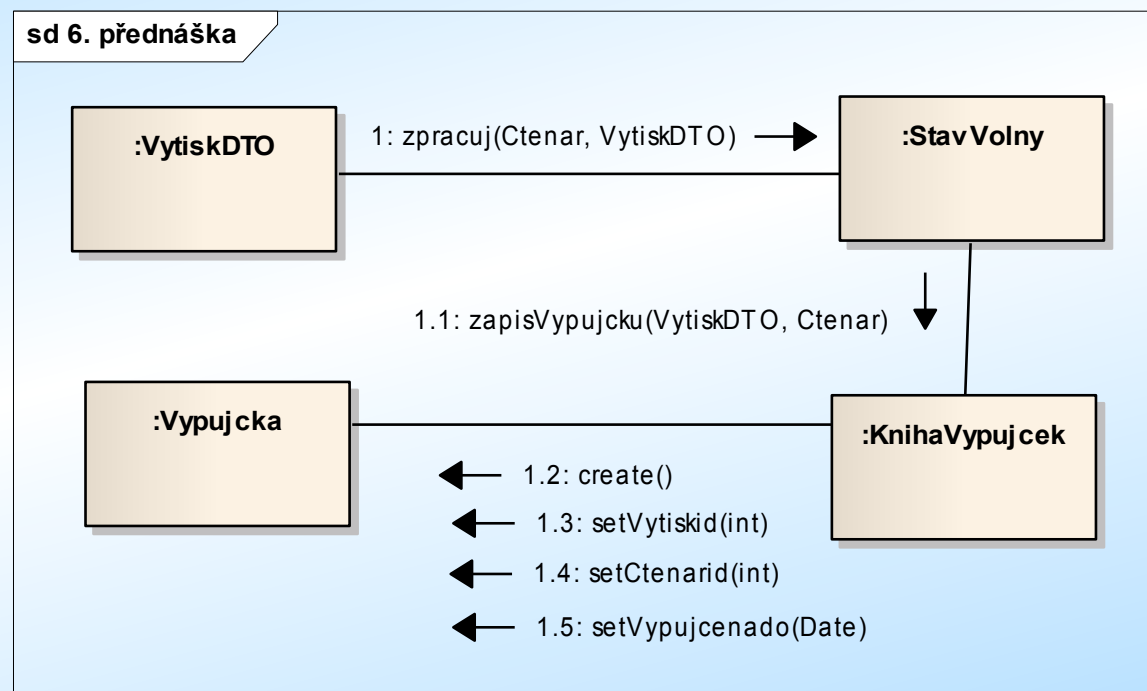 sd 6. přednáška
:VytiskDTO
1: zpracuj(Ctenar, VytiskDTO)
:StavVolny
1.1: zapisVypujcku(VytiskDTO, Ctenar)
:Vypujcka
:KnihaVypujcek
1.2: create()
1.3: setVytiskid(int)
1.4: setCtenarid(int)
1.5: setVypujcenado(Date)